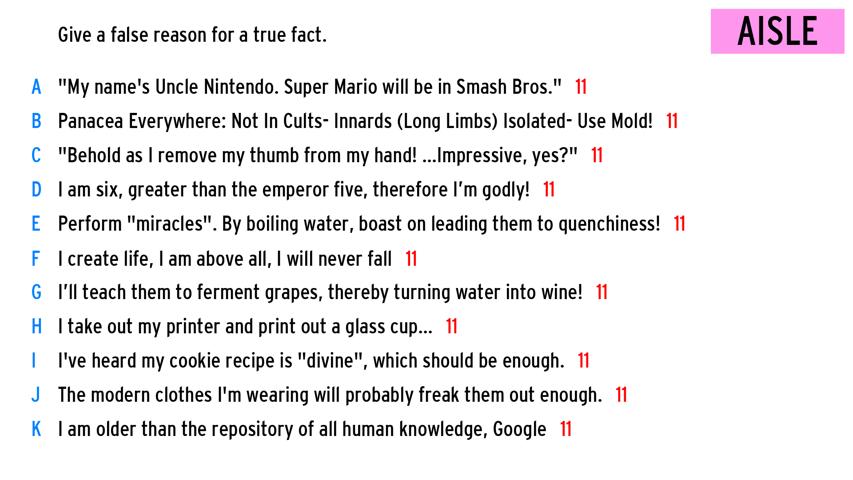 Give a false reason for a true fact.
AISLE
A "My name's Uncle Nintendo. Super Mario will be in Smash Bros." 11
B Panacea Everywhere: Not In Cults- Innards (Long Limbs) Isolated- Use Mold! 11
C "Behold as I remove my thumb from my hand! ...Impressive, yes?" 11
D I am six, greater than the emperor five, therefore I'm godly! 11
E Perform "miracles". By boiling water, boast on leading them to quenchiness! 11
F I create life, I am above all, I will never fall 11
G I'll teach them to ferment grapes, thereby turning water into wine! 11
H I take out my printer and print out a glass cup... 11
I I've heard my cookie recipe is "divine", which should be enough. 11
J The modern clothes I'm wearing will probably freak them out enough. 11
K I am older than the repository of all human knowledge, Google 11